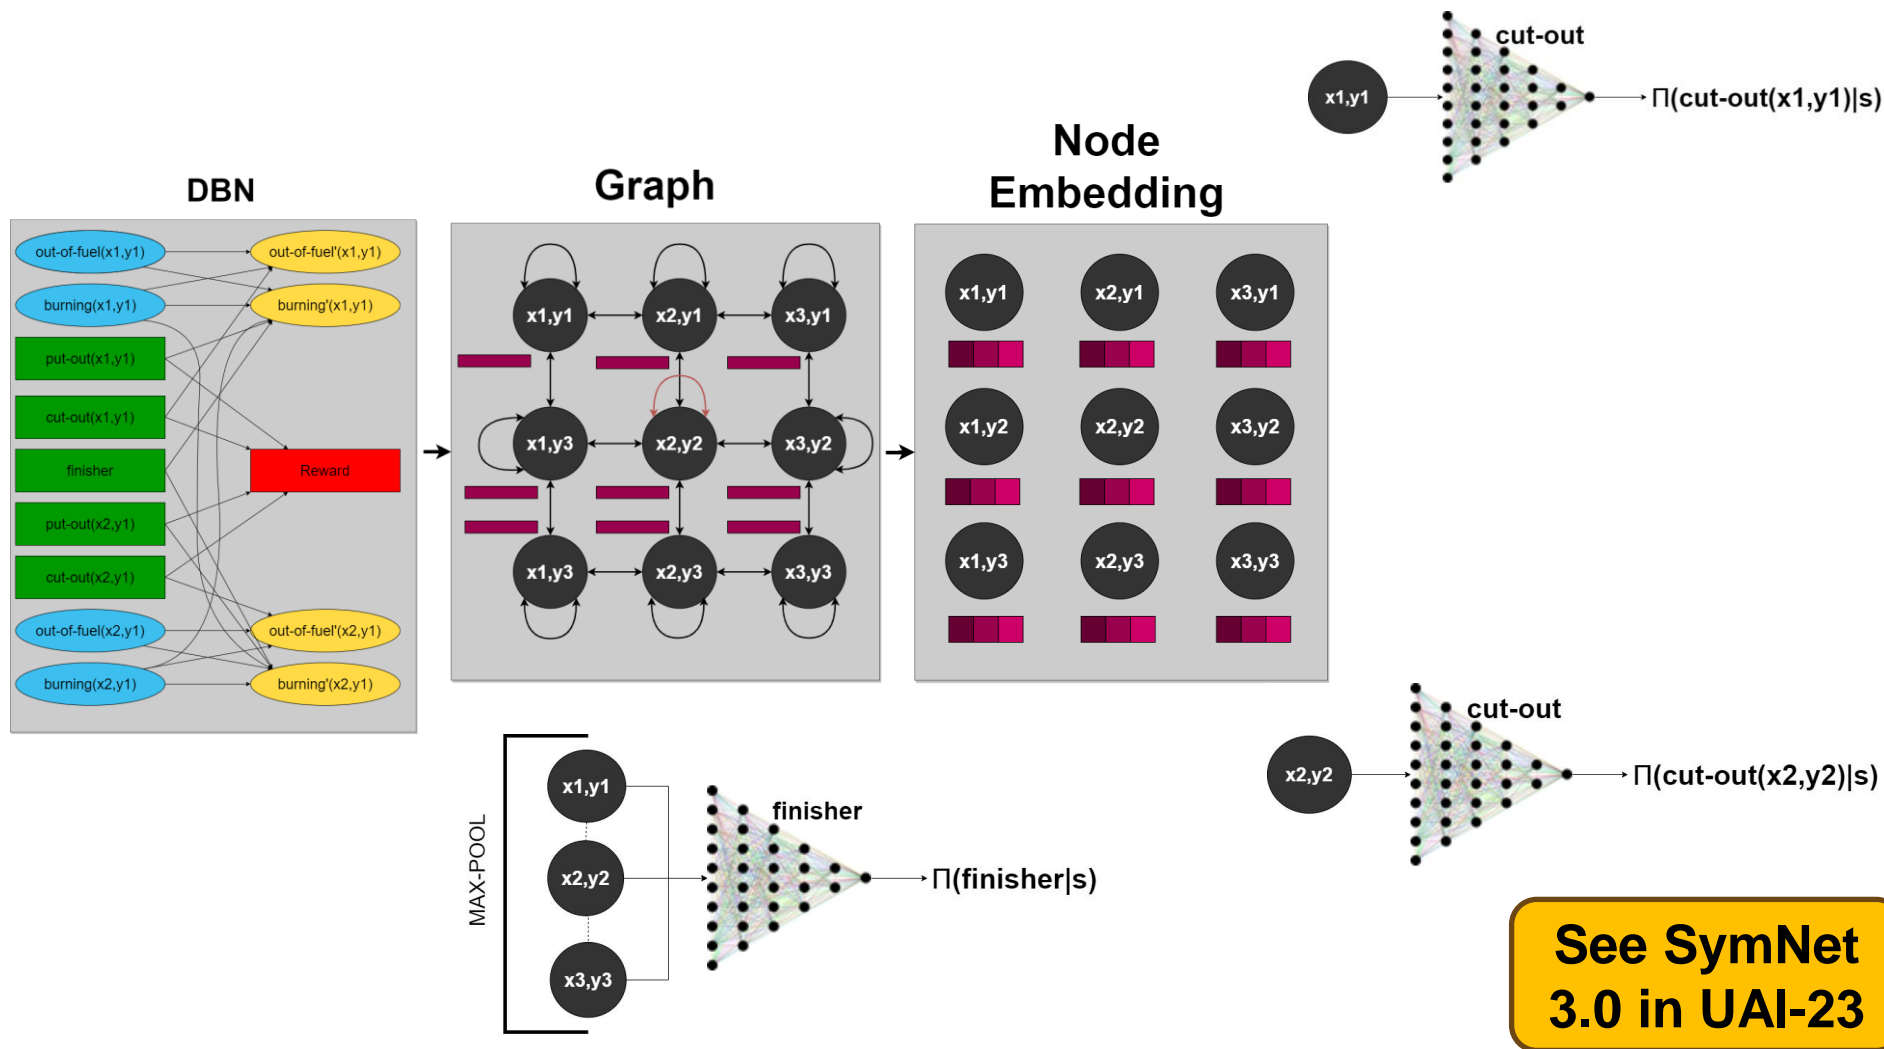 DBN
out-of-fuel(x1,y1)
out-of-fuel'(x1,y1)
burning(x1,y1)
burning'(x1,y1)
put-out(x1,y1)
cut-out(x1,y1)
finisher
Reward
put-out(x2,y1)
cut-out(x2,y1)
out-of-fuel(x2,y1)
out-of-fuel'(x2,y1)
burning(x2,y1)
burning'(x2,y1)
Graph
x1,y1
x2,y1
x3,y1
x1,y3
x2,y2
x3,y2
x1,y3
x2,y3
x3,y3
Node
Embedding
x1,y1
x2,y1
x3,y1
x1,y2
x2,y2
x3,y2
x1,y3
x2,y3
x3,y3
cut-out
x1,y1
Π(cut-out(x1,y1)|s)
cut-out
x2,y2
Π(cut-out(x2,y2)|s)
MAX-POOL
x1,y1
x2,y2
x3,y3
finisher
Π(finisher|s)
See SymNet
3.0 in UAI-23